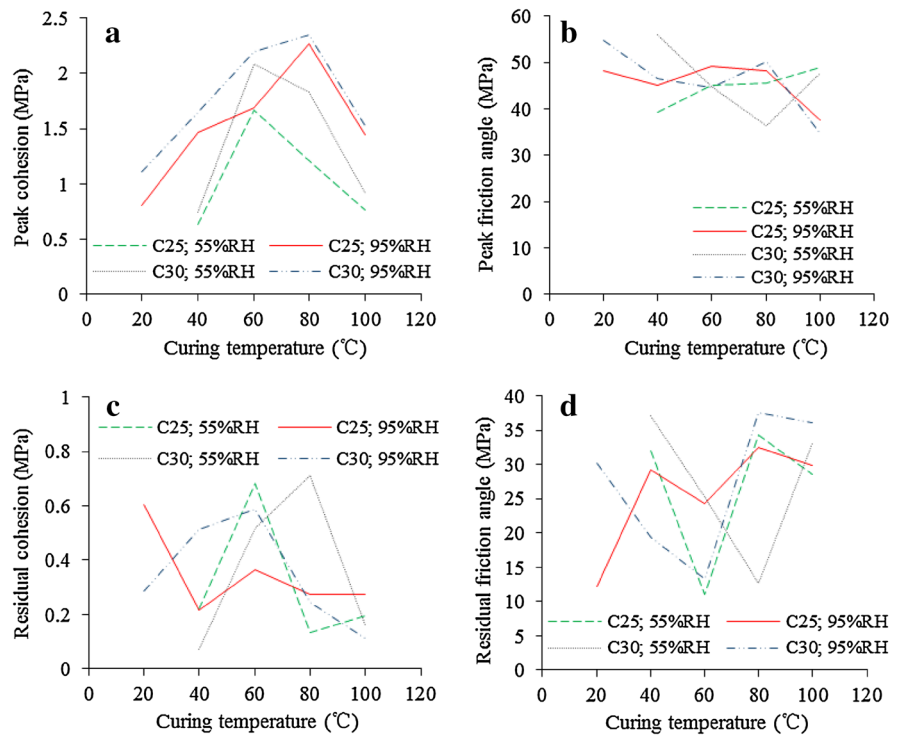 a
2.5
2
1.5
1
0.5
0
Peak cohesion (MPa)
C25; 55%RH
C25; 95%RH
C30; 55%RH
C30; 95%RH
0 20 40 60 80 100 120
Curing temperature (℃)
b
60
50
40
30
20
10
0
Peak friction angle (MPa)
C25; 55%RH
C25; 95%RH
C30; 55%RH
C30; 95%RH
0 20 40 60 80 100 120
Curing temperature (℃)
c
1
0.8
0.6
0.4
0.2
0
Residual cohesion (MPa)
C25; 55%RH
C25; 95%RH
C30; 55%RH
C30; 95%RH
0 20 40 60 80 100 120
Curing temperature (℃)
d
40
35
30
25
20
15
10
5
0
Residual friction angle (MPa)
C25; 55%RH
C25; 95%RH
C30; 55%RH
C30; 95%RH
0 20 40 60 80 100 120
Curing temperature (℃)